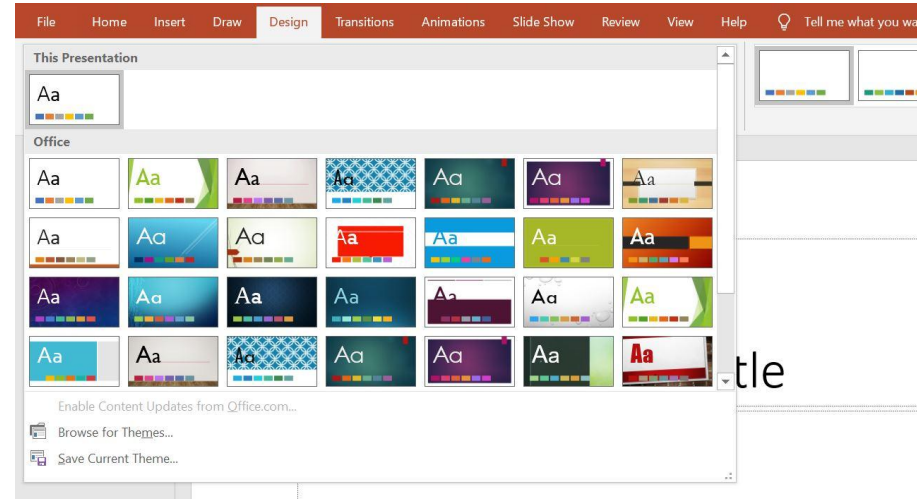 File Home Insert Draw Design Transitions Animations Slide Show Review View Help Tell me what you wa
This Presentation
Aa
Office
Aa Aa Aa Aa Aa Aa Aa
Aa Aa Aa Aa Aa Aa Aa
Aa Aa Aa Aa Aa Aa Aa
Aa Aa Aa Aa Aa Aa Aa
tle
Enable Content Updates from Office.com...
Browse for Themes...
Save Current Theme...